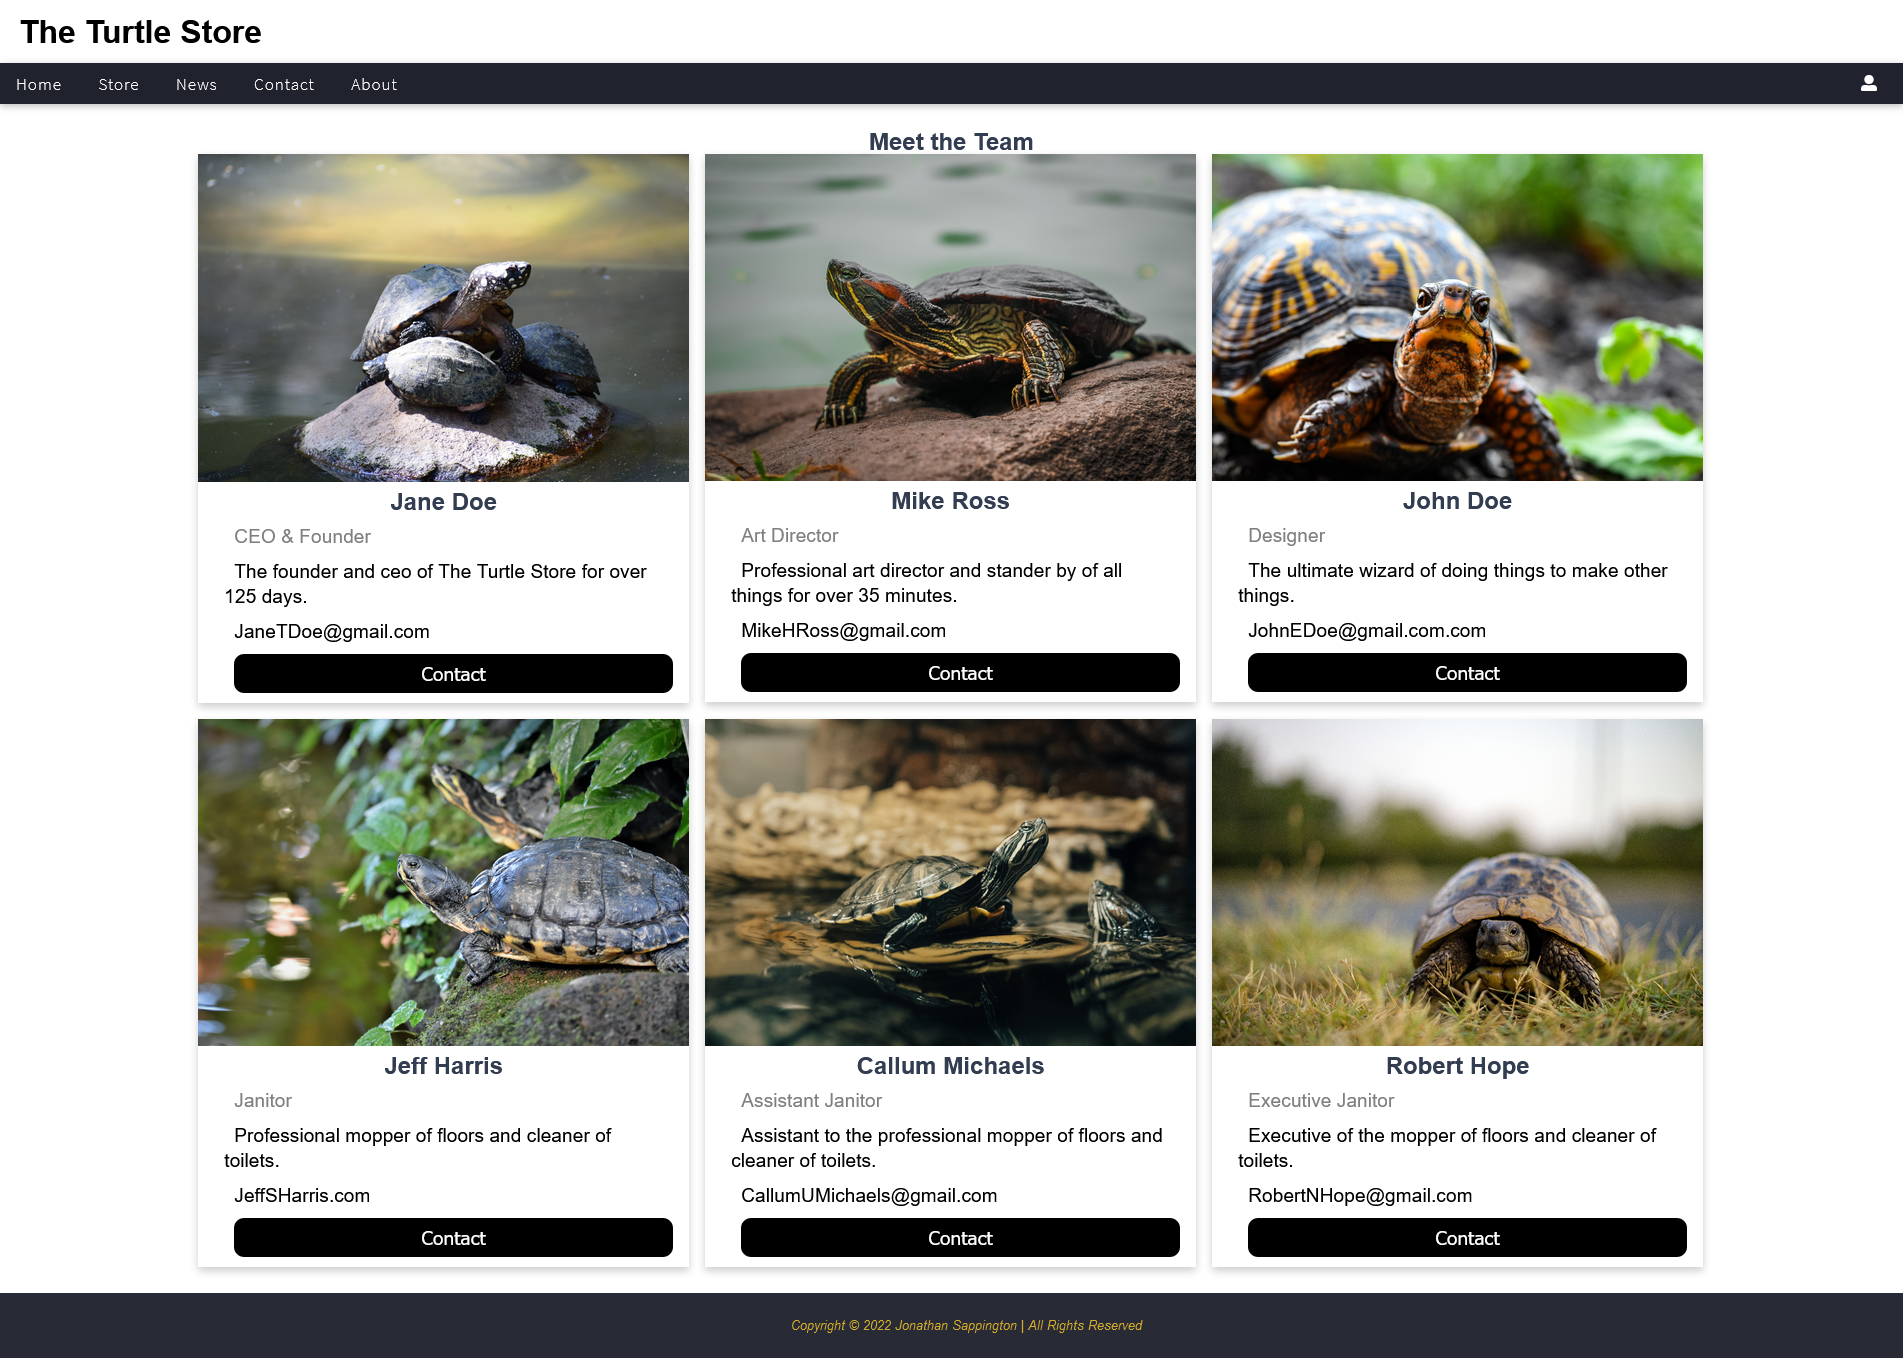 The Turtle Store
Home Store News Contact About
Meet the Team
Jane Doe
CEO & Founder
The founder and ceo of The Turtle Store for over
125 days.
JaneTDoe@gmail.com
Contact
Mike Ross
Art Director
Professional art director and stander by of all
things for over 35 minutes.
MikeHRoss@gmail.com
Contact
John Doe
Designer
The ultimate wizard of doing things to make other
things.
JohnEDoe@gmail.com.com
Contact
Jeff Harris
Janitor
Professional mopper of floors and cleaner of
toilets.
JeffSHarris.com
Contact
Callum Michaels
Assistant Janitor
Assistant to the professional mopper of floors and
cleaner of toilets.
CallumUMichaels@gmail.com
Contact
Robert Hope
Executive Janitor
Executive of the mopper of floors and cleaner of
toilets.
RobertNHope@gmail.com
Contact
Copyright © 2022 Jonathan Sappington | All Rights Reserved